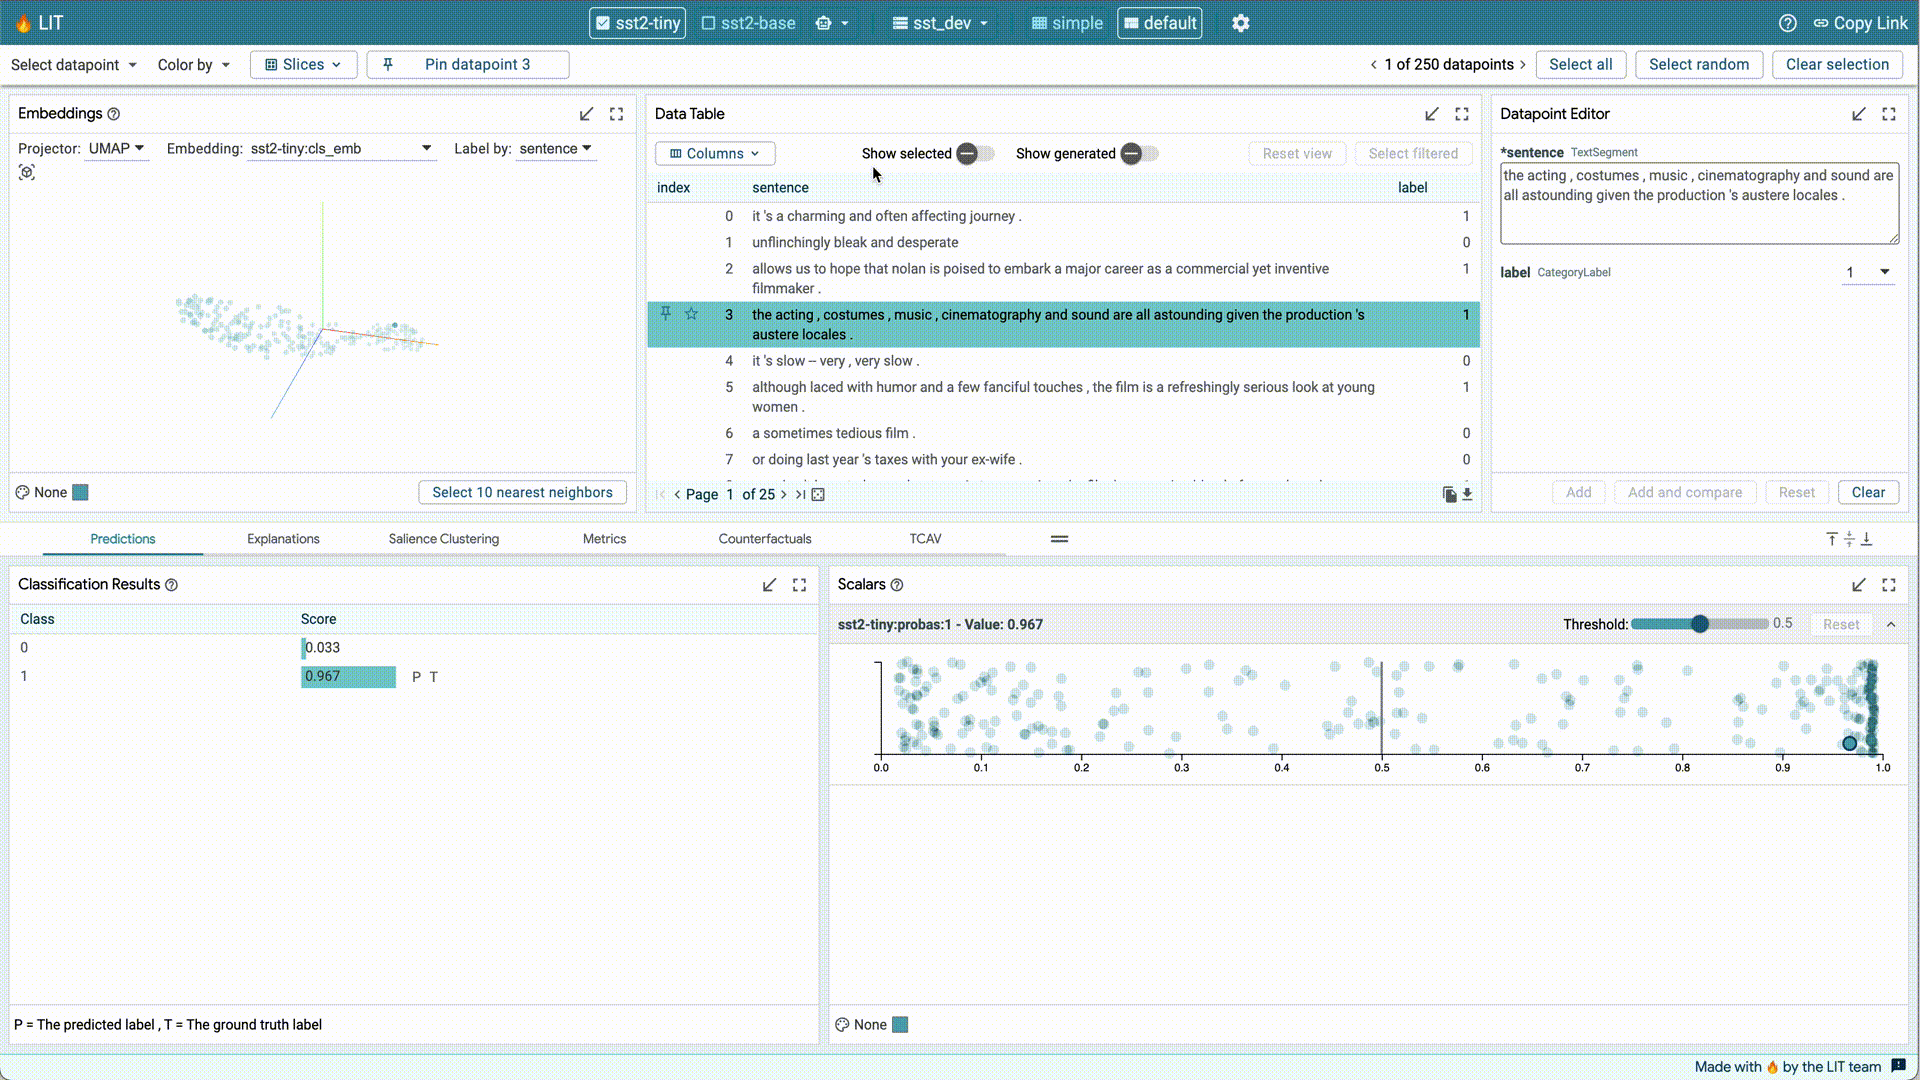 LIT
sst2-tiny
sst2-base
sst_dev
simple
default
Copy Link
Select datapoint
Color by
Slices
Pin datapoint 3
1 of 250 datapoints
Select all
Select random
Clear selection
Embeddings
Projector: UMAP
Embedding: sst2-tiny:cls_emb
Label by: sentence
None
Select 10 nearest neighbors
Data Table
Columns
Show selected
Show generated
Reset view
Select filtered
index sentence label
0 it 's a charming and often affecting journey . 1
1 unflinchingly bleak and desperate 0
2 allows us to hope that nolan is poised to embark a major career as a commercial yet inventive 1
filmmaker .
3 the acting , costumes , music , cinematography and sound are all astounding given the production 's 1
austere locales .
4 it 's slow -- very , very slow . 0
5 although laced with humor and a few fanciful touches , the film is a refreshingly serious look at young 1
women .
6 a sometimes tedious film . 0
7 or doing last year 's taxes with your ex-wife . 0
Page 1 of 25
Datapoint Editor
*sentence TextSegment
the acting , costumes , music , cinematography and sound are
all astounding given the production 's austere locales .
label CategoryLabel 1
Add
Add and compare
Reset
Clear
Predictions
Explanations
Salience Clustering
Metrics
Counterfactuals
TCAV
Classification Results
Class Score
0 0.033
1 0.967 P T
P = The predicted label , T = The ground truth label
Scalars
sst2-tiny:probas:1 - Value: 0.967
Threshold: 0.5
Reset
0.0 0.1 0.2 0.3 0.4 0.5 0.6 0.7 0.8 0.9 1.0
None
Made with 🔥 by the LIT team